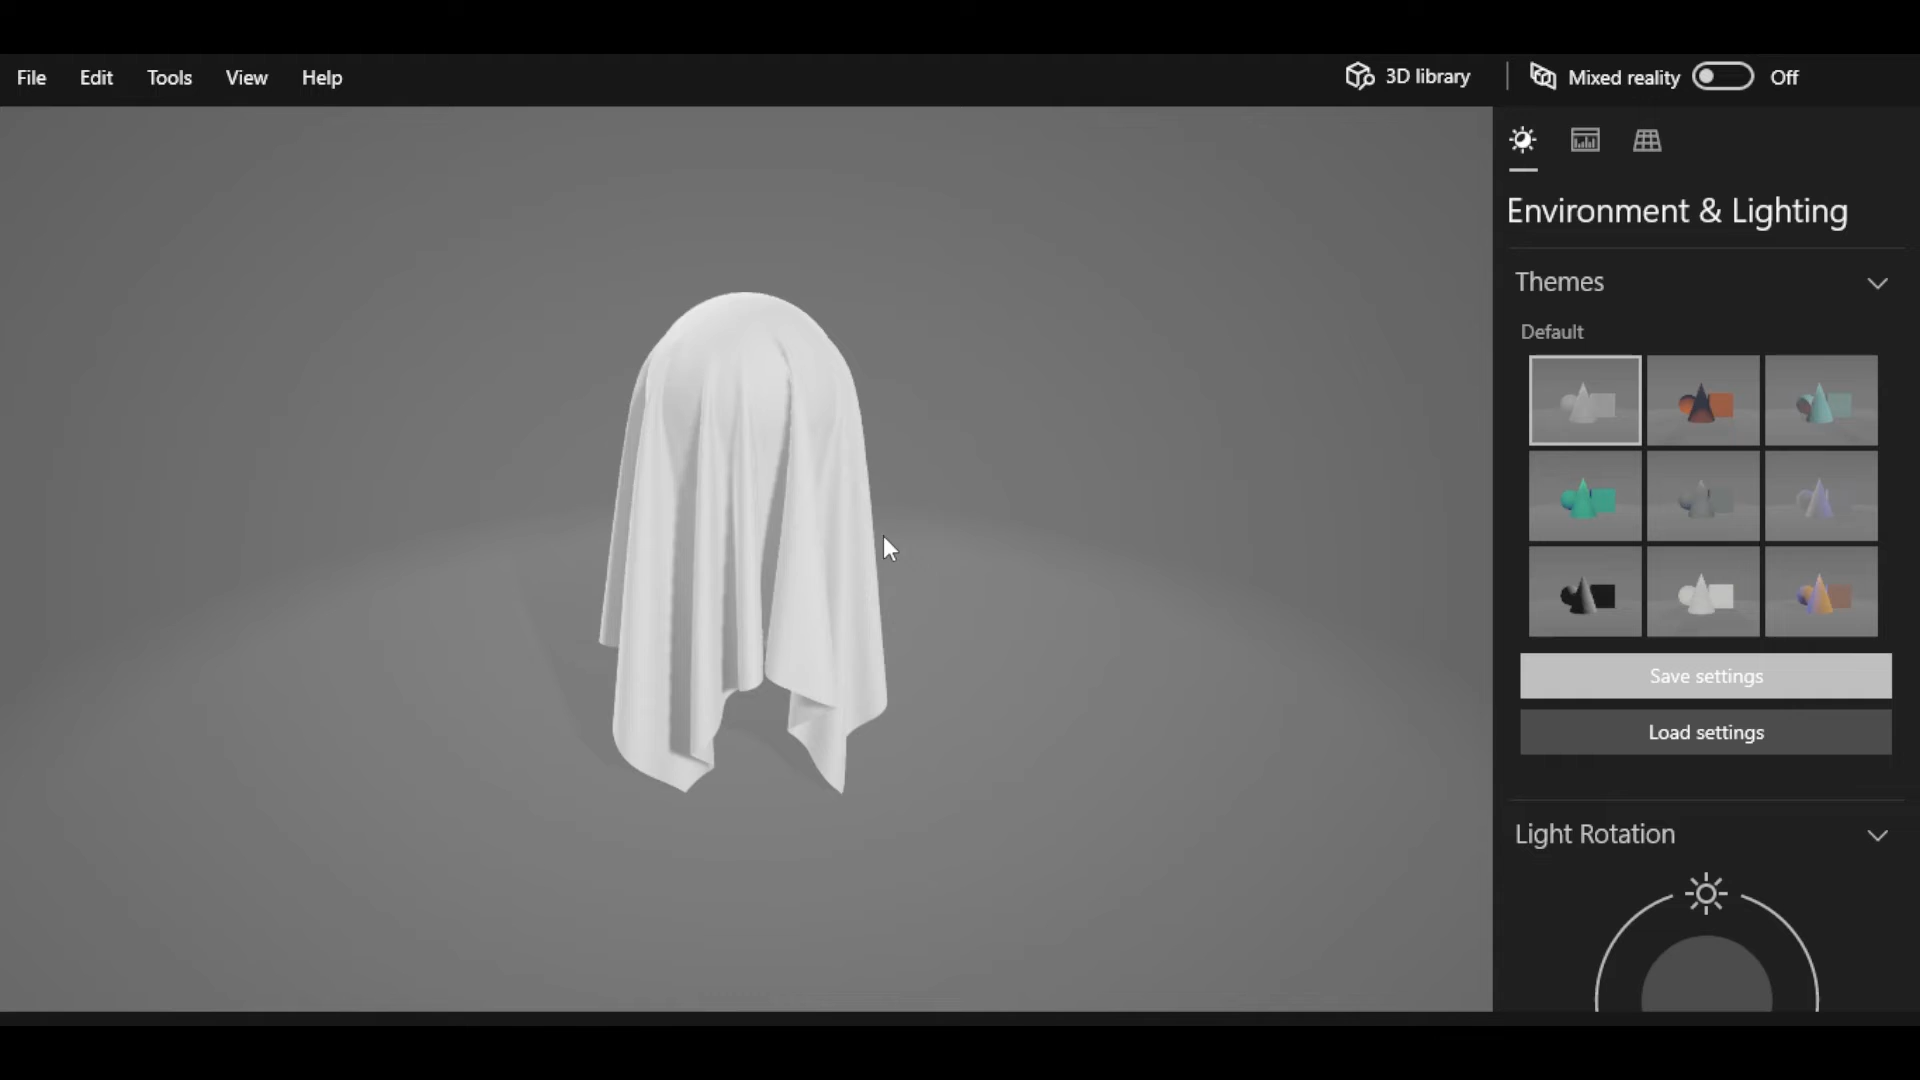 File Edit Tools View Help 3D library Mixed reality Off
Environment & Lighting
Themes
Default
Save settings
Load settings
Light Rotation